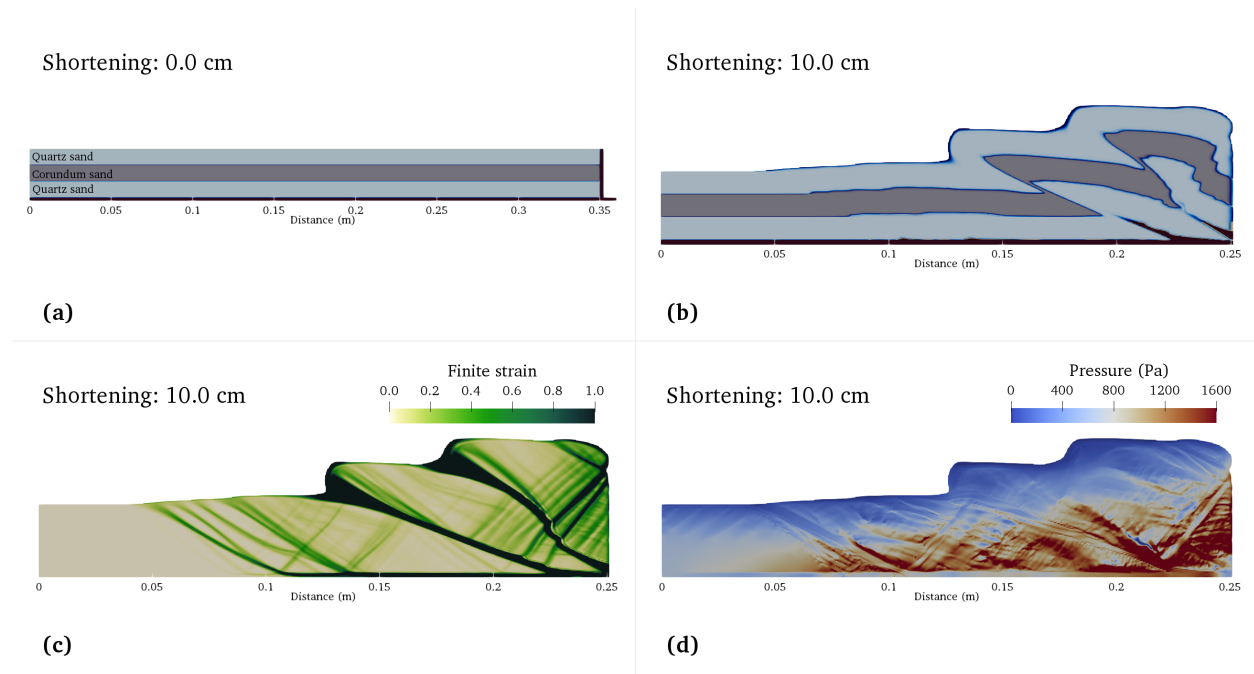 Shortening: 0.0 cm
Quartz sand
Corundum sand
Quartz sand
0 0.05 0.1 0.15 0.2 0.25 0.3 0.35
Distance (m)
(a)
Shortening: 10.0 cm
0 0.05 0.1 0.15 0.2 0.25
Distance (m)
(b)
Finite strain
0.0 0.2 0.4 0.6 0.8 1.0
Shortening: 10.0 cm
0 0.05 0.1 0.15 0.2 0.25
Distance (m)
(c)
Pressure (Pa)
0 400 800 1200 1600
Shortening: 10.0 cm
0 0.05 0.1 0.15 0.2 0.25
Distance (m)
(d)